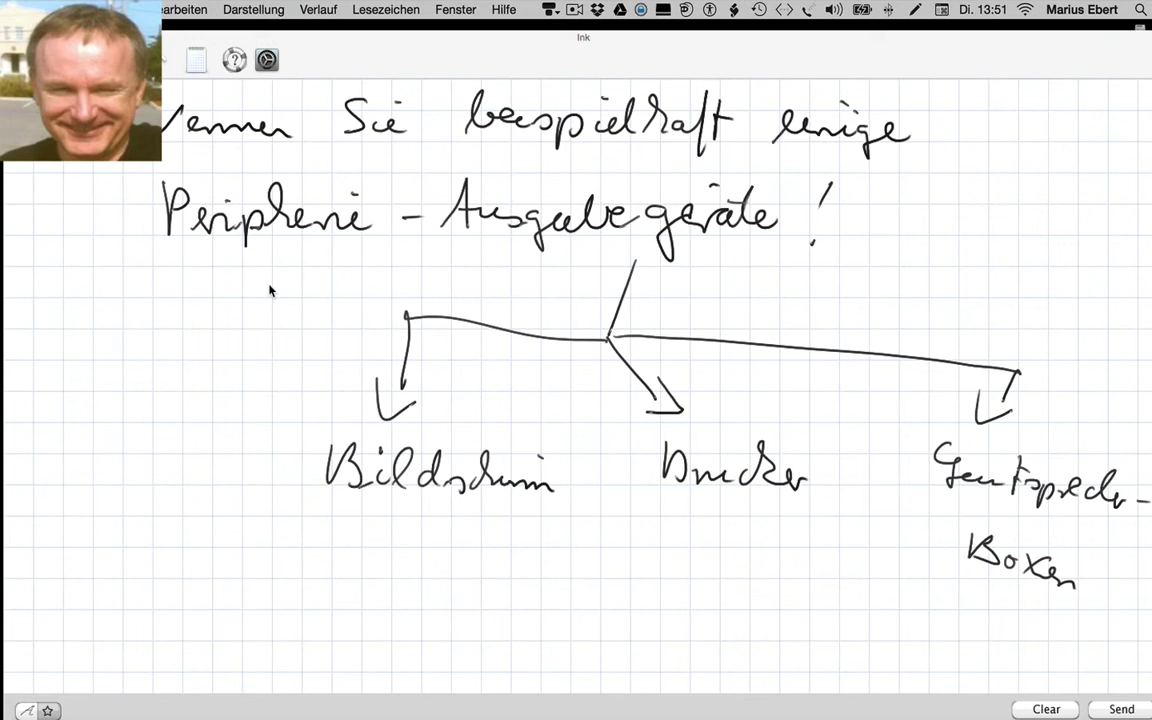 arbeiten Darstellung Verlauf Lesezeichen Fenster Hilfe Di. 13:51 Marius Ebert
Ink
Nennen Sie beispielhaft einige
Peripherie - Ausgabegeräte !
Bildschirm Drucker Lautsprecher -
Boxen
Clear Send